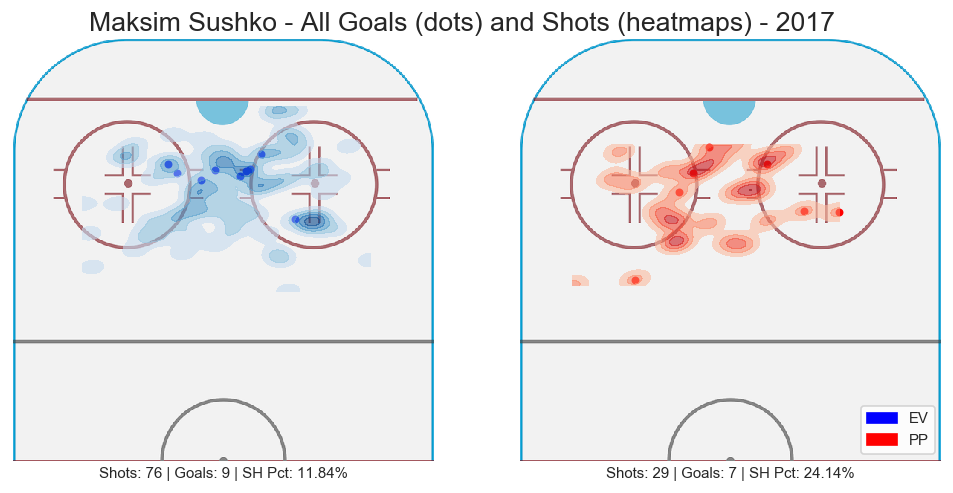 Maksim Sushko - All Goals (dots) and Shots (heatmaps) - 2017
EV
PP
Shots: 76 | Goals: 9 | SH Pct: 11.84%
Shots: 29 | Goals: 7 | SH Pct: 24.14%